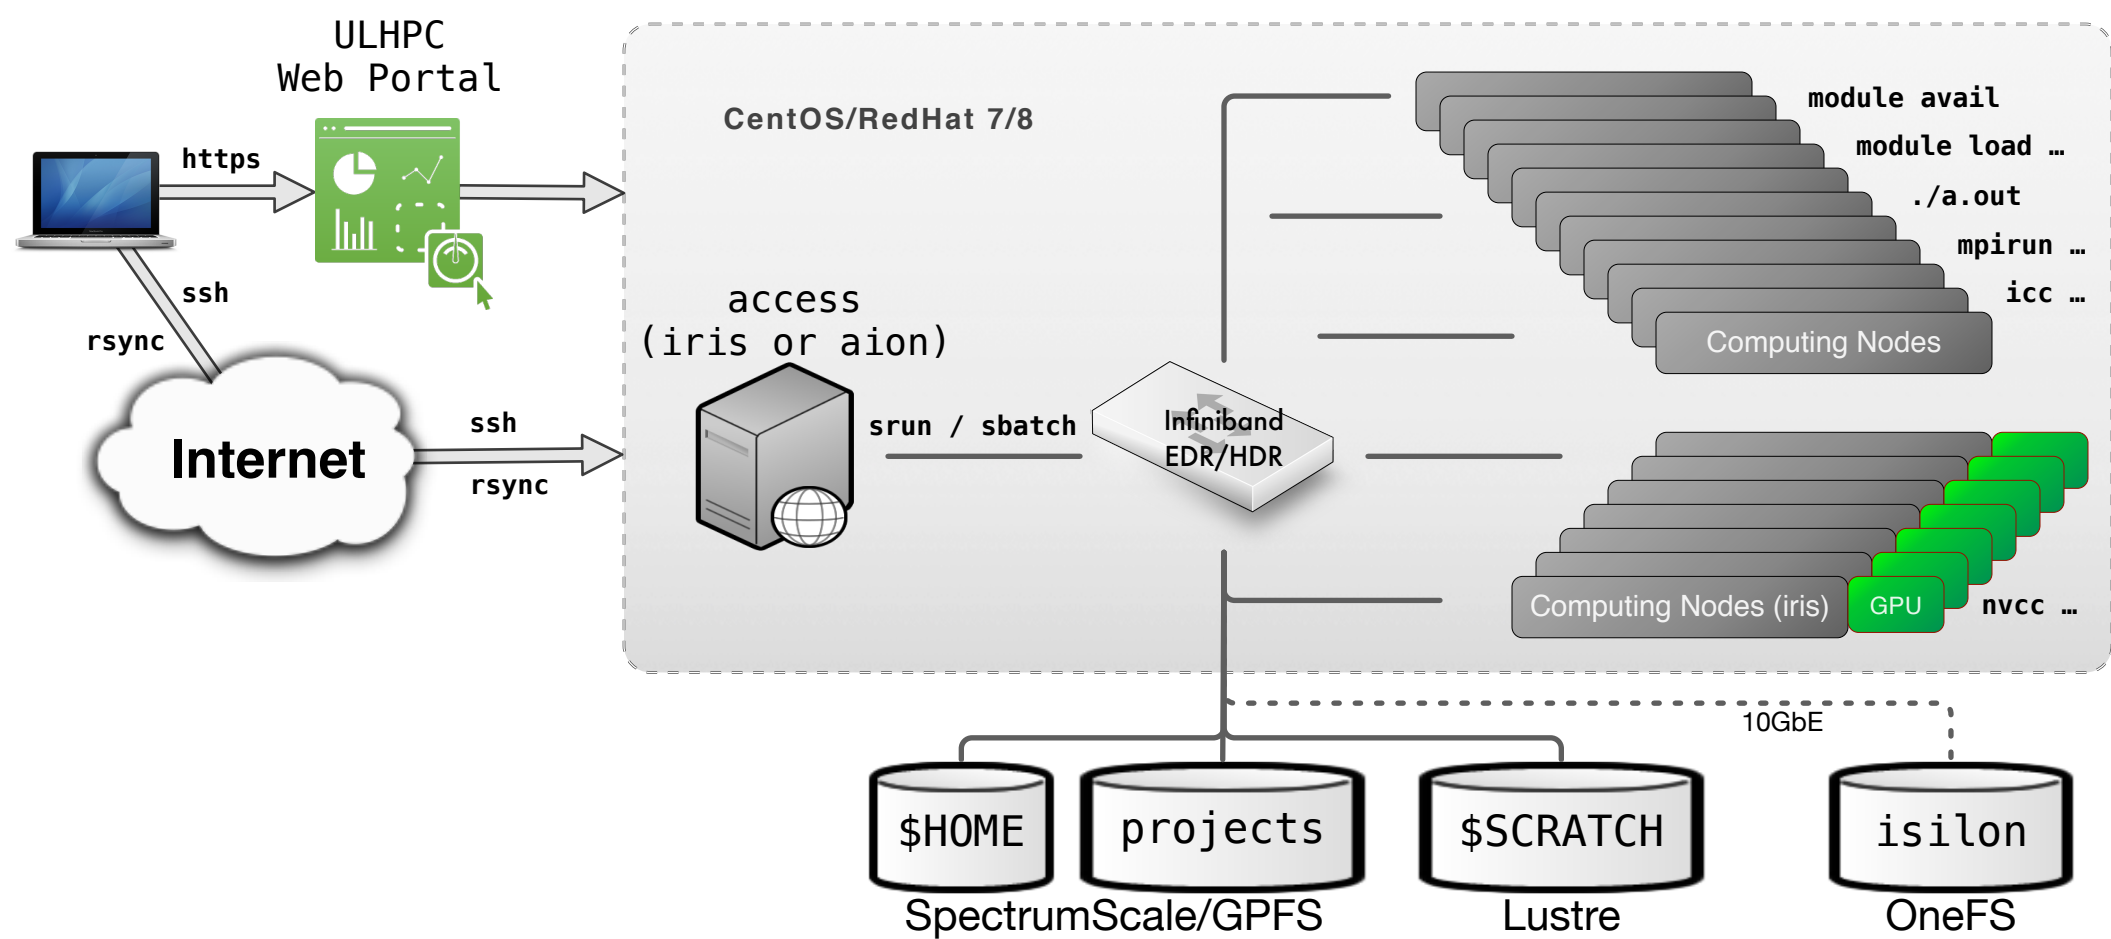 ULHPC
Web Portal
https
ssh
rsync
Internet
ssh
rsync
CentOS/RedHat 7/8
access
(iris or aion)
srun / sbatch
Infiniband
EDR/HDR
module avail
module load …
./a.out
mpirun …
icc …
Computing Nodes
Computing Nodes (iris)
GPU
nvcc …
10GbE
$HOME
projects
$SCRATCH
isilon
SpectrumScale/GPFS
Lustre
OneFS